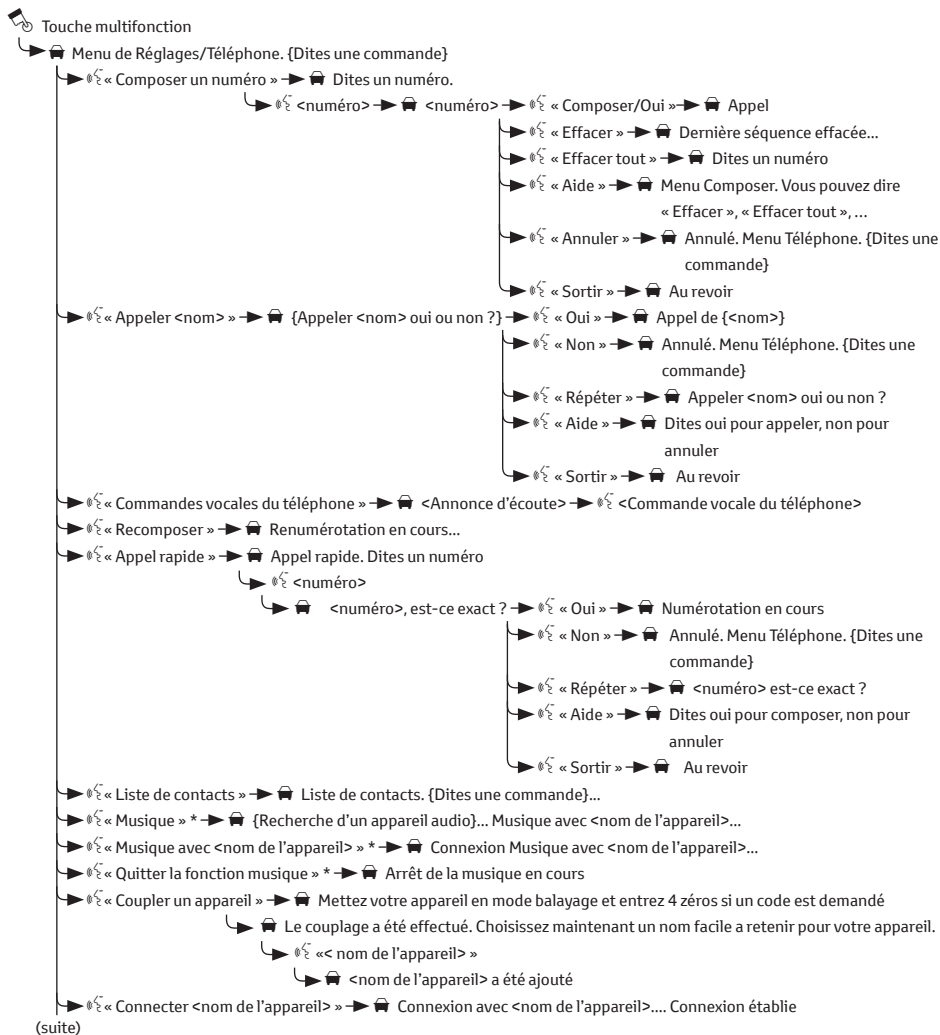 Touche multifonction
Menu de Réglages/Téléphone. {Dites une commande}
« Composer un numéro » Dites un numéro.
<numéro> <numéro> « Composer/Oui » Appel
« Effacer » Dernière séquence effacée...
« Effacer tout » Dites un numéro
« Aide » Menu Composer. Vous pouvez dire
« Effacer », « Effacer tout », ...
« Annuler » Annulé. Menu Téléphone. {Dites une
commande}
« Sortir » Au revoir
« Appeler <nom> » {Appeler <nom> oui ou non ?} « Oui » Appel de {<nom>}
« Non » Annulé. Menu Téléphone. {Dites une
commande}
« Répéter » Appeler <nom> oui ou non ?
« Aide » Dites oui pour appeler, non pour
annuler
« Sortir » Au revoir
« Commandes vocales du téléphone » <Annonce d'écoute> <Commande vocale du téléphone>
« Recomposer » Renumérotation en cours...
« Appel rapide » Appel rapide. Dites un numéro
<numéro>
<numéro>, est-ce exact ? « Oui » Numérotation en cours
« Non » Annulé. Menu Téléphone. {Dites une
commande}
« Répéter » <numéro> est-ce exact ?
« Aide » Dites oui pour composer, non pour
annuler
« Sortir » Au revoir
« Liste de contacts » Liste de contacts. {Dites une commande}...
« Musique » * {Recherche d'un appareil audio}... Musique avec <nom de l'appareil>...
« Musique avec <nom de l'appareil> » * Connexion Musique avec <nom de l'appareil>...
« Quitter la fonction musique » * Arrêt de la musique en cours
« Coupler un appareil » Mettez votre appareil en mode balayage et entrez 4 zéros si un code est demandé
Le couplage a été effectué. Choisissez maintenant un nom facile a retenir pour votre appareil.
«< nom de l'appareil> »
<nom de l'appareil> a été ajouté
« Connecter <nom de l'appareil> » Connexion avec <nom de l'appareil>.... Connexion établie
(suite)